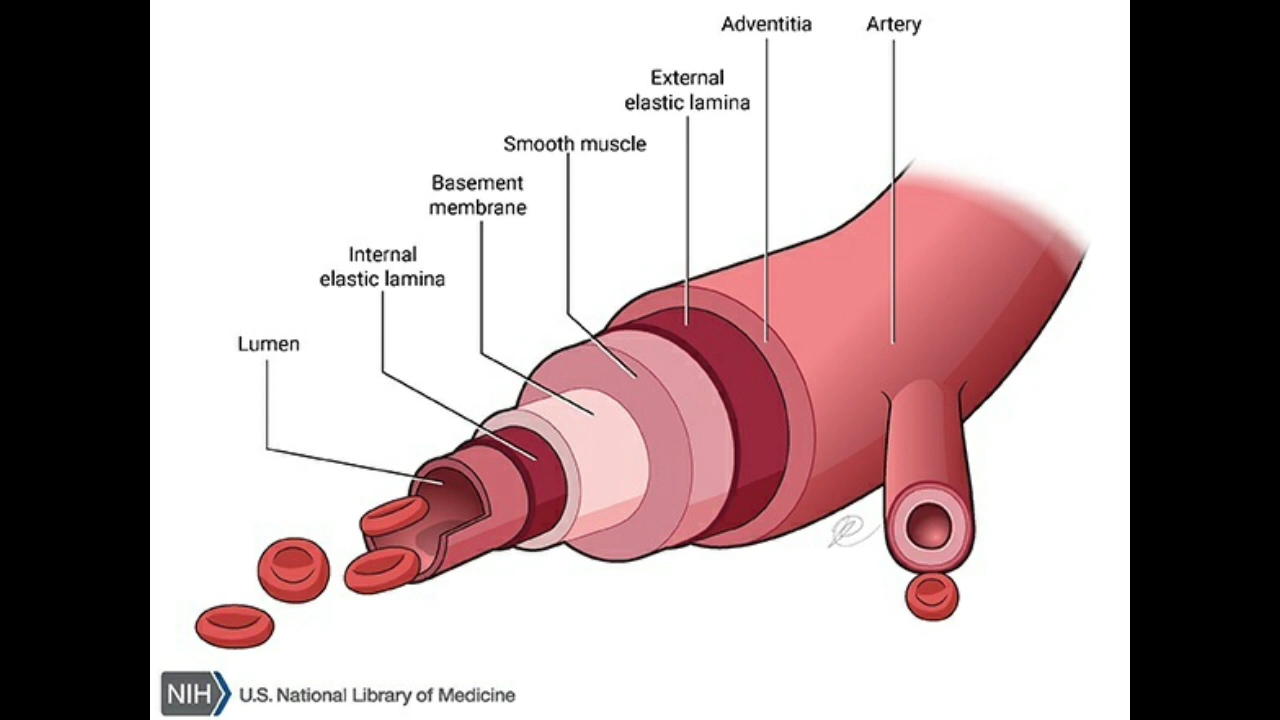 Adventitia
Artery
External
elastic lamina
Smooth muscle
Basement
membrane
Internal
elastic lamina
Lumen
NIH
U.S. National Library of Medicine